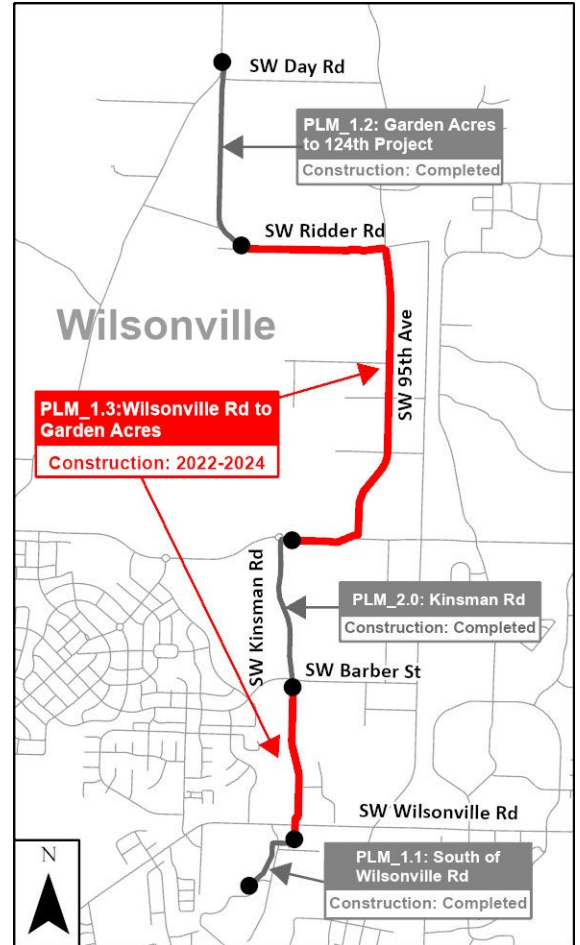 SW Day Rd
PLM_1.2: Garden Acres
to 124th Project
Construction: Completed
SW Ridder Rd
Wilsonville
SW 95th Ave
PLM_1.3:Wilsonville Rd to
Garden Acres
Construction: 2022-2024
SW Kinsman Rd
PLM_2.0: Kinsman Rd
Construction: Completed
SW Barber St
SW Wilsonville Rd
PLM_1.1: South of
Wilsonville Rd
Construction: Completed
N